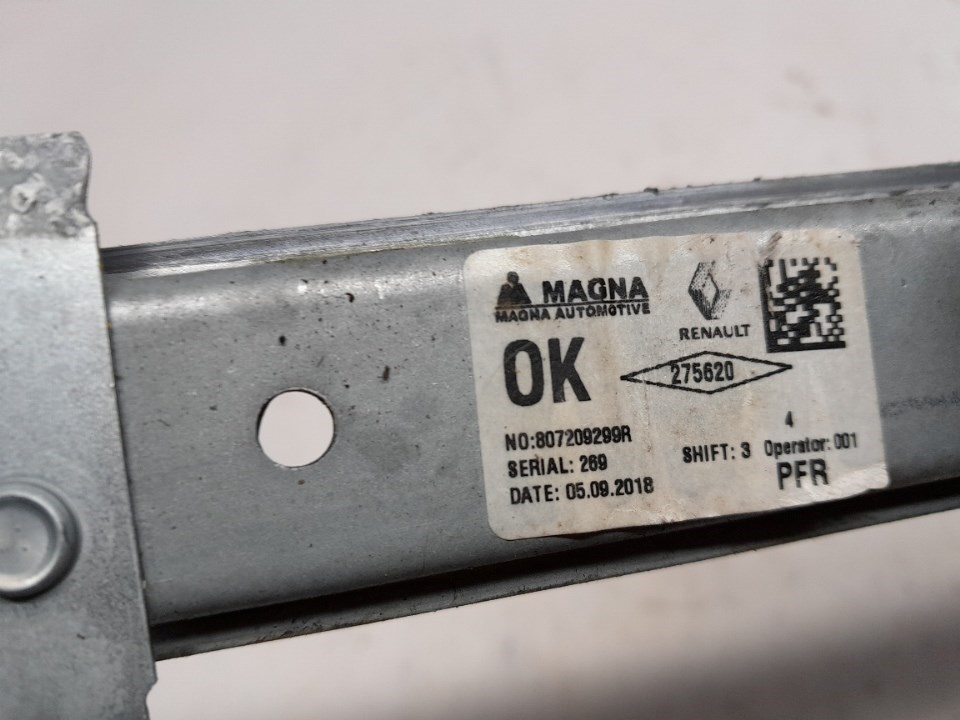 MAGNA
MAGNA AUTOMOTIVE
RENAULT
OK
275620
4
NO:807209299R
SHIFT: 3 Operator: 001
SERIAL: 269
PFR
DATE: 05.09.2018